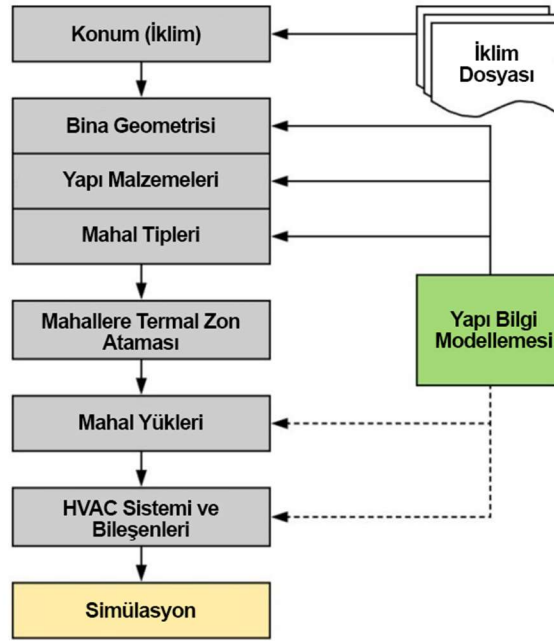 Konum (İklim)
İklim
Dosyası
Bina Geometrisi
Yapı Malzemeleri
Mahal Tipleri
Mahallere Termal Zon
Ataması
Yapı Bilgi
Modellemesi
Mahal Yükleri
HVAC Sistemi ve
Bileşenleri
Simülasyon